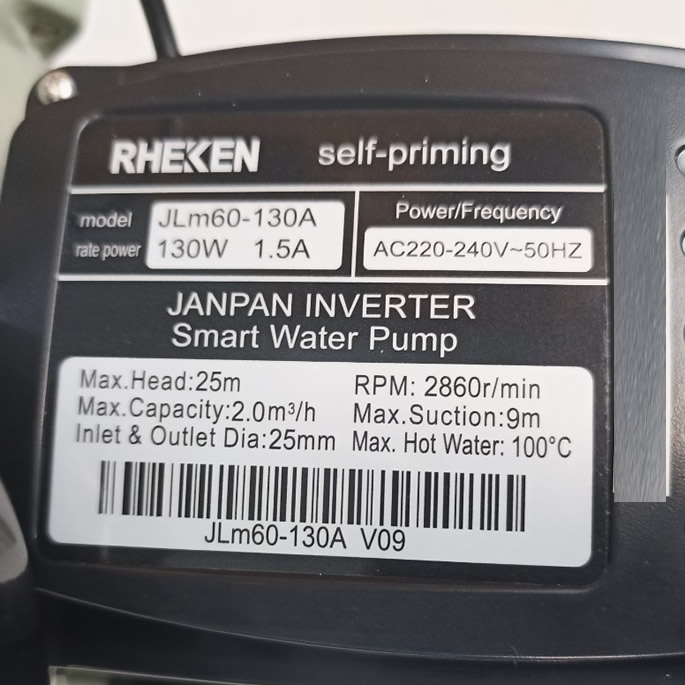 RHEKEN self-priming
model JLm60-130A
rate power 130W 1.5A
Power/Frequency
AC220-240V~50HZ
JANPAN INVERTER
Smart Water Pump
Max.Head:25m RPM: 2860r/min
Max.Capacity:2.0m³/h Max.Suction:9m
Inlet & Outlet Dia:25mm Max. Hot Water: 100°C
JLm60-130A V09